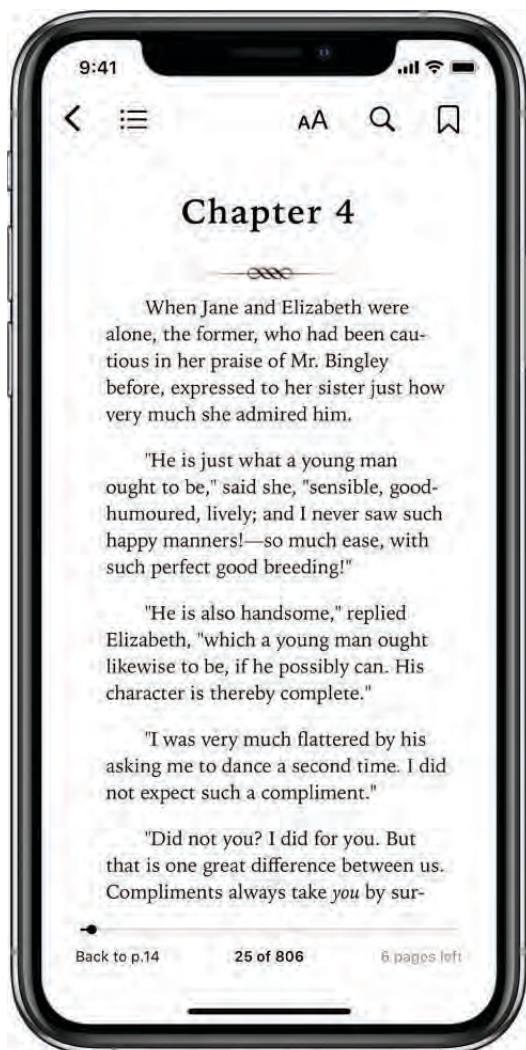 9:41
AA
Chapter 4
When Jane and Elizabeth were
alone, the former, who had been cau-
tious in her praise of Mr. Bingley
before, expressed to her sister just how
very much she admired him.
"He is just what a young man
ought to be," said she, "sensible, good-
humoured, lively; and I never saw such
happy manners!—so much ease, with
such perfect good breeding!"
"He is also handsome," replied
Elizabeth, "which a young man ought
likewise to be, if he possibly can. His
character is thereby complete."
"I was very much flattered by his
asking me to dance a second time. I did
not expect such a compliment."
"Did not you? I did for you. But
that is one great difference between us.
Compliments always take you by sur-
Back to p.14 25 of 806 6 pages left